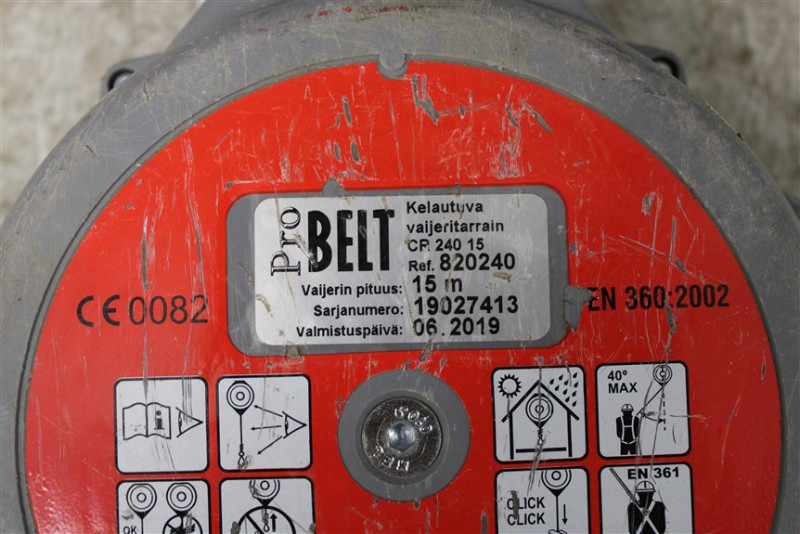 Pro BELT
Kelautuva
vaijeritarrain
CR 240 15
Ref. 820240
Vaijerin pituus: 15 m
Sarjanumero: 19027413
Valmistuspäivä: 06.2019
CE 0082
EN 360:2002
i
40°
MAX
OK
CLICK
CLICK
EN 361